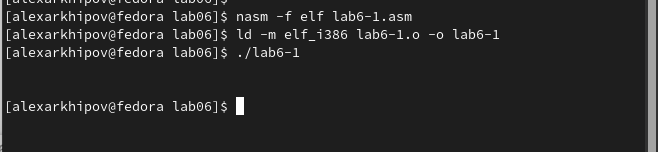 [alexarkhipov@fedora lab06]$ nasm -f elf lab6-1.asm
[alexarkhipov@fedora lab06]$ ld -m elf_i386 lab6-1.o -o lab6-1
[alexarkhipov@fedora lab06]$ ./lab6-1
[alexarkhipov@fedora lab06]$